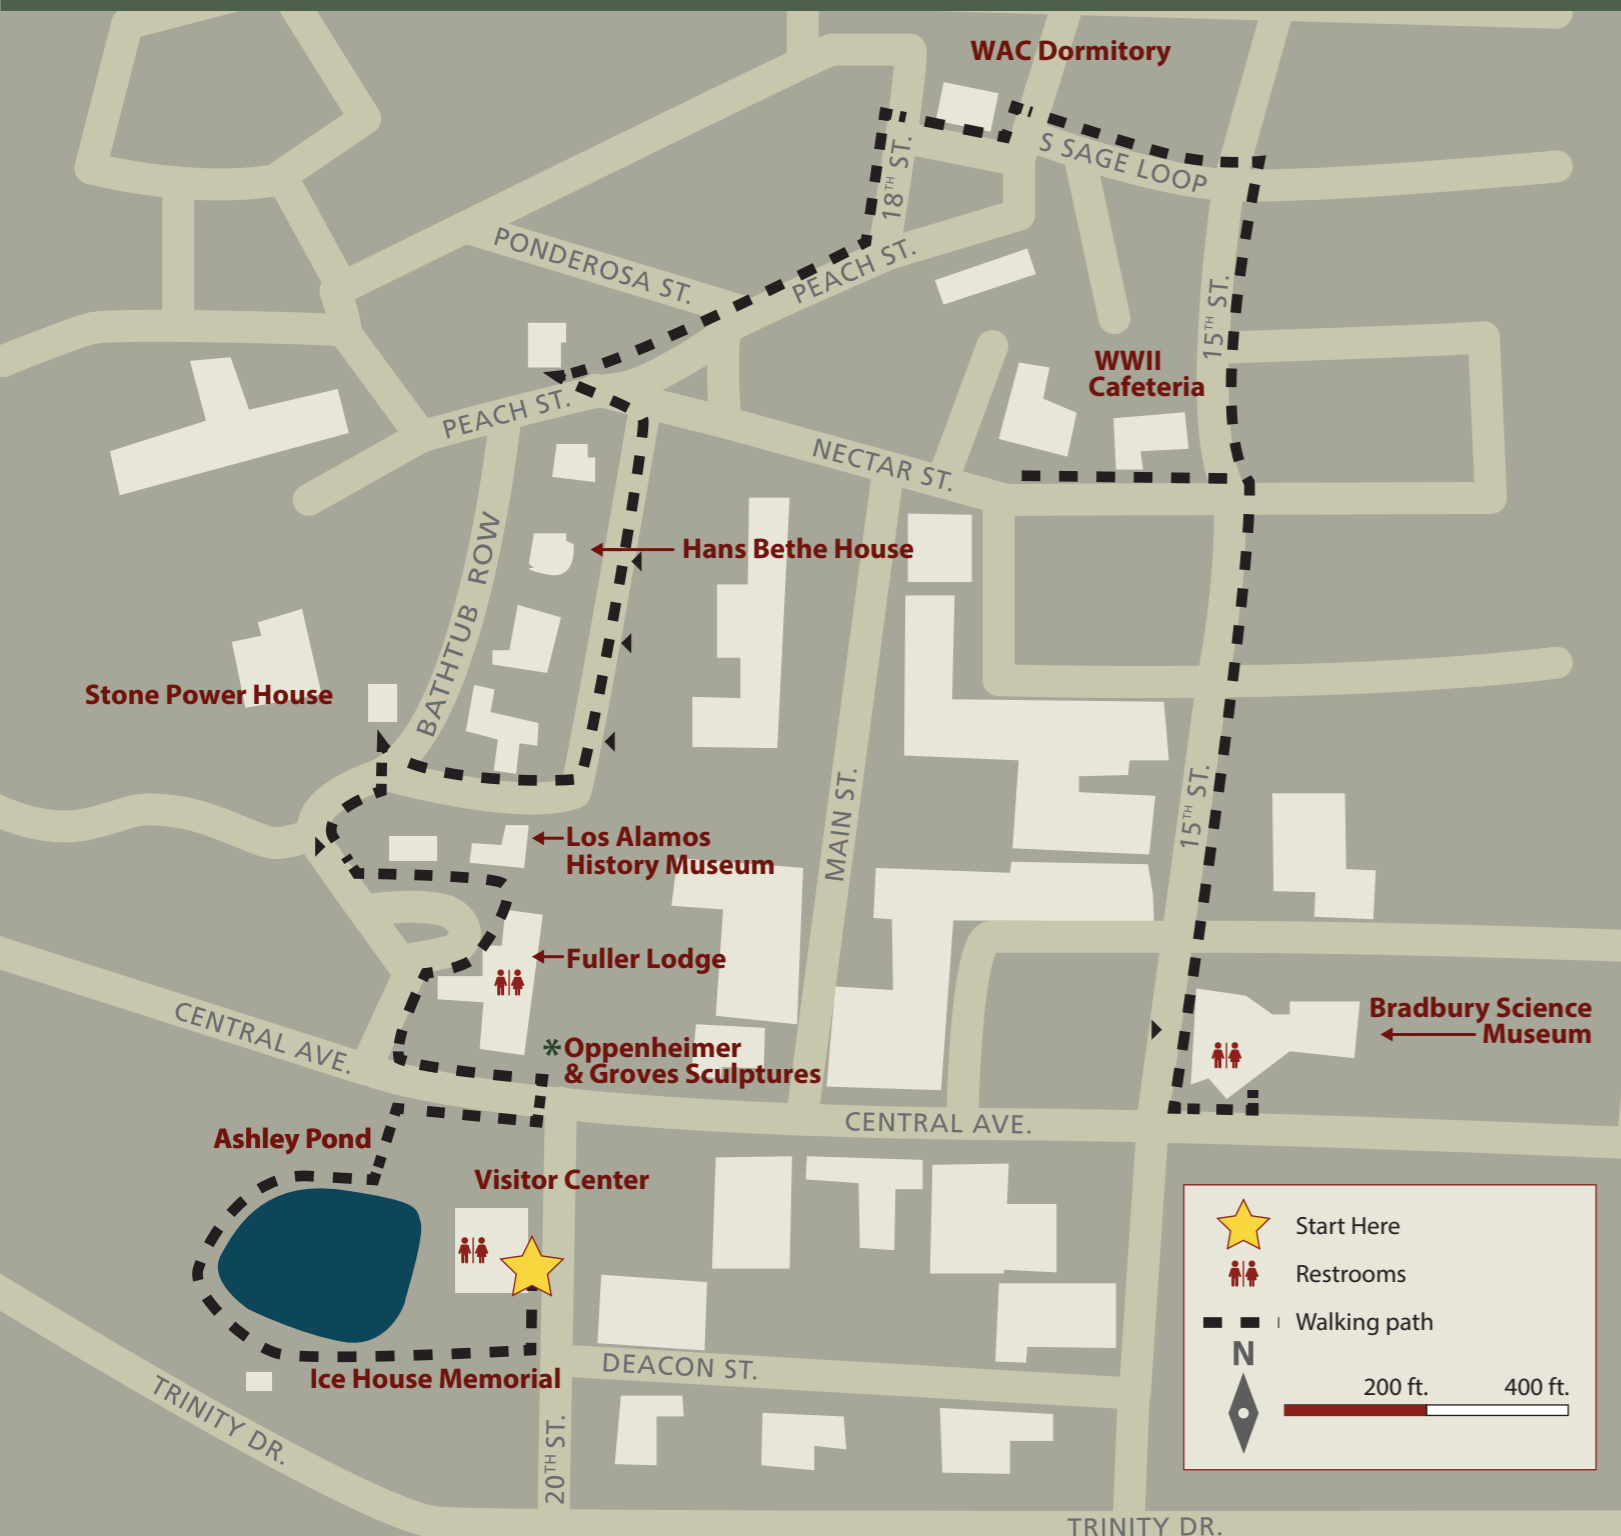 WAC Dormitory
S SAGE LOOP
18TH ST.
PONDEROSA ST.
PEACH ST.
15TH ST.
WWII
Cafeteria
PEACH ST.
NECTAR ST.
BATHTUB ROW
Hans Bethe House
Stone Power House
MAIN ST.
15TH ST.
Los Alamos
History Museum
Fuller Lodge
CENTRAL AVE.
Bradbury Science
Museum
*Oppenheimer
& Groves Sculptures
CENTRAL AVE.
Ashley Pond
Visitor Center
Start Here
Restrooms
Walking path
N
200 ft.
400 ft.
DEACON ST.
Ice House Memorial
TRINITY DR.
20TH ST.
TRINITY DR.